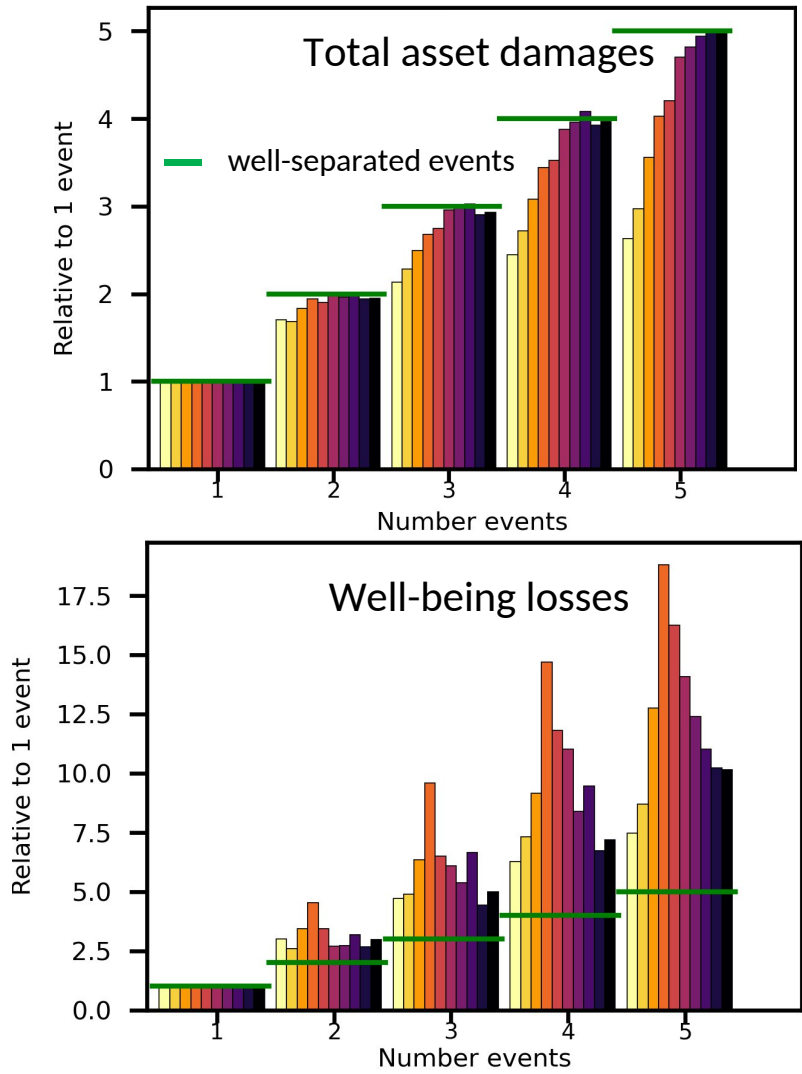 Total asset damages
well-separated events
Relative to 1 event
5
4
3
2
1
0
1 2 3 4 5
Number events
Well-being losses
Relative to 1 event
17.5
15.0
12.5
10.0
7.5
5.0
2.5
0.0
1 2 3 4 5
Number events